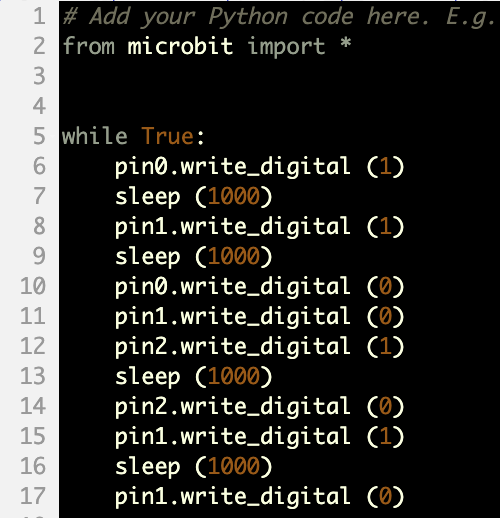 1 # Add your Python code here. E.g.
2 from microbit import *
3
4
5 while True:
6     pin0.write_digital (1)
7     sleep (1000)
8     pin1.write_digital (1)
9     sleep (1000)
10     pin0.write_digital (0)
11     pin1.write_digital (0)
12     pin2.write_digital (1)
13     sleep (1000)
14     pin2.write_digital (0)
15     pin1.write_digital (1)
16     sleep (1000)
17     pin1.write_digital (0)